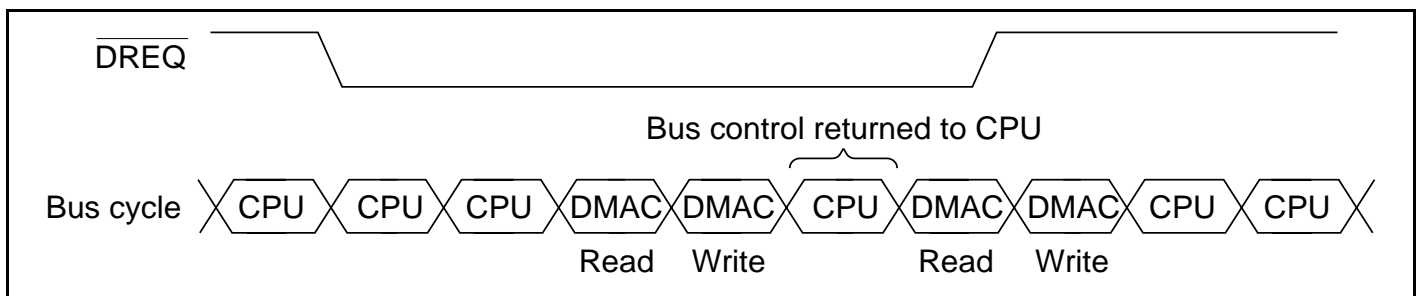 DREQ
Bus control returned to CPU
Bus cycle CPU CPU CPU DMAC DMAC CPU DMAC DMAC CPU CPU
Read Write Read Write